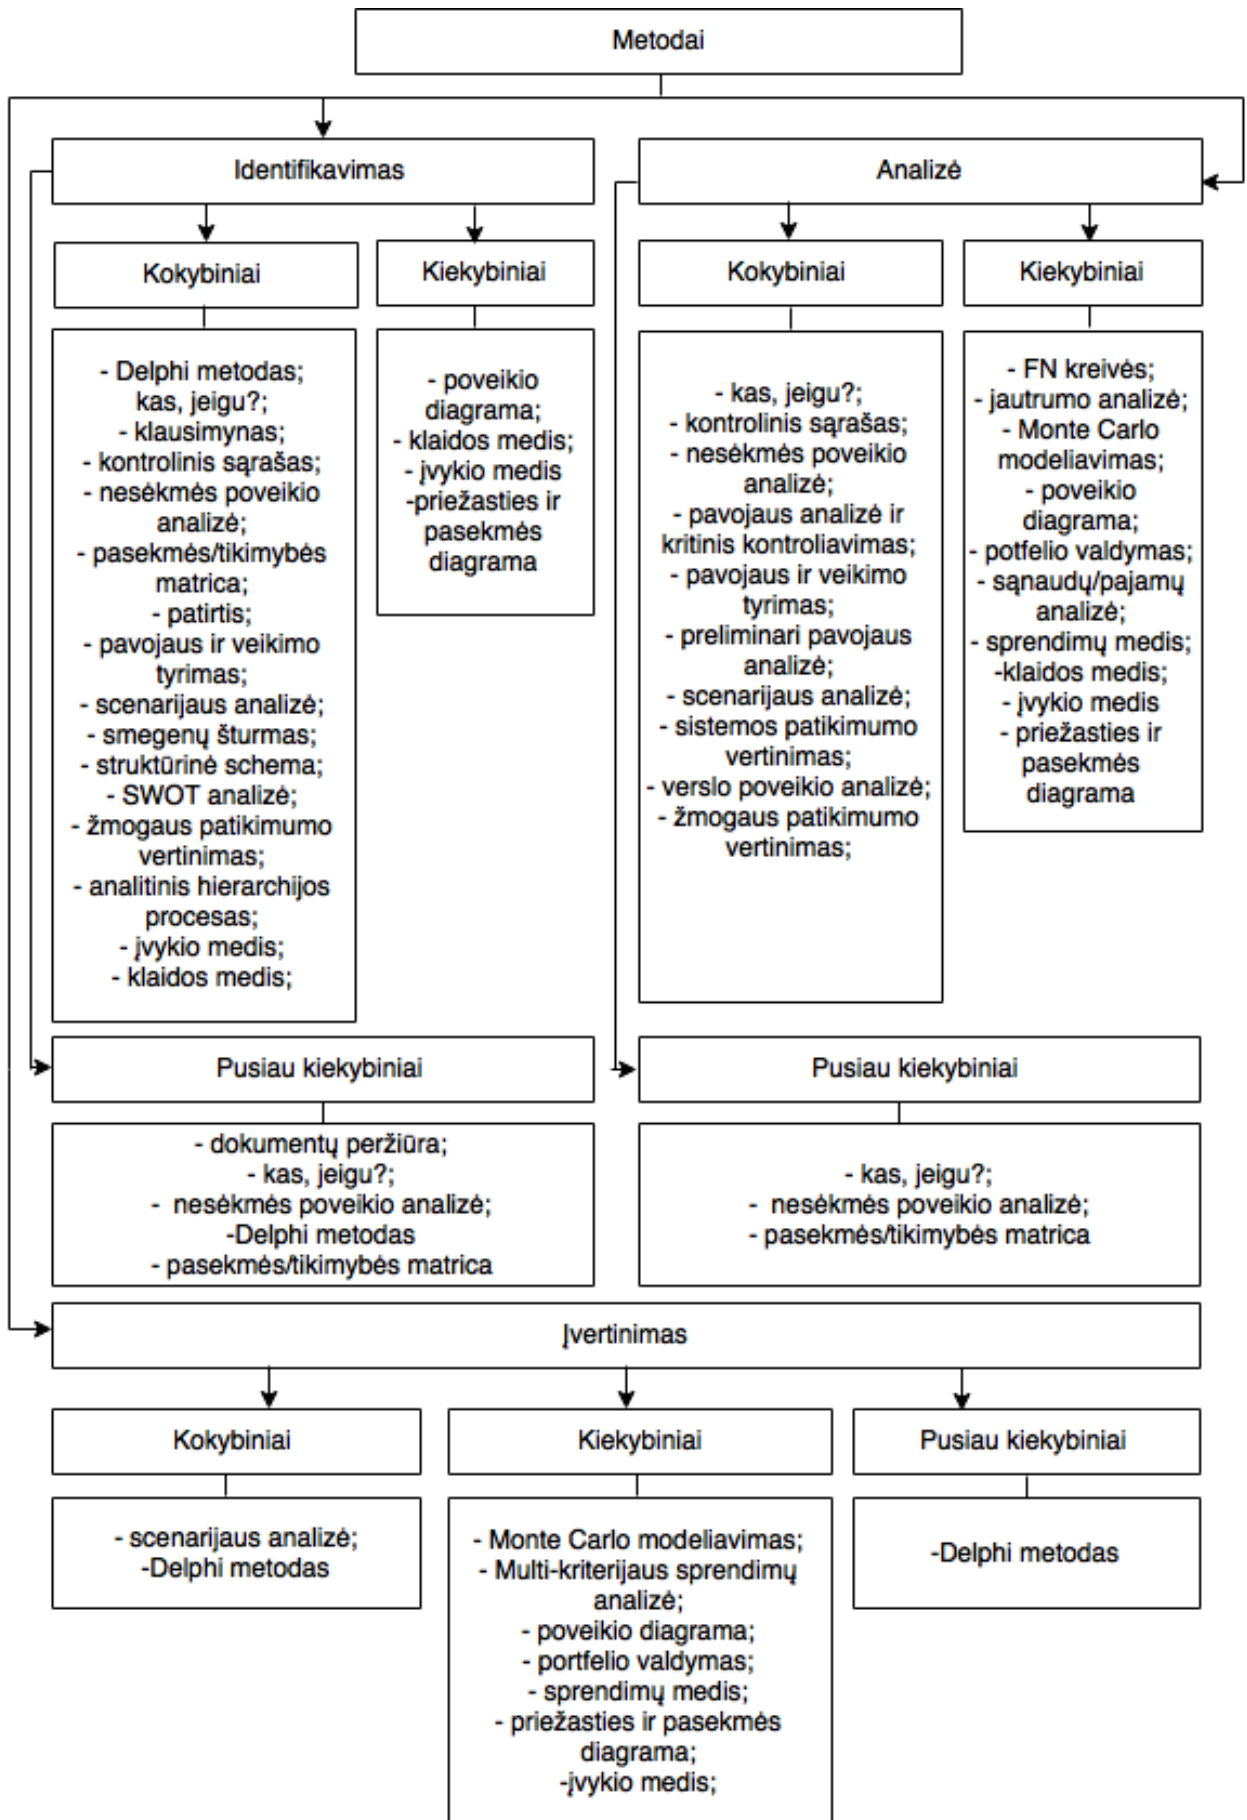 Metodai
Identifikavimas
Analizė
Kokybiniai
Kiekybiniai
Kokybiniai
Kiekybiniai
- Delphi metodas;
kas, jeigu?;
- klausimynas;
- kontrolinis sąrašas;
- nesėkmės poveikio
analizė;
- pasekmės/tikimybės
matrica;
- patirtis;
- pavojaus ir veikimo
tyrimas;
- scenarijaus analizė;
- smegenų šturmas;
- struktūrinė schema;
- SWOT analizė;
- žmogaus patikimumo
vertinimas;
- analitinis hierarchijos
procesas;
- įvykio medis;
- klaidos medis;
- poveikio
diagrama;
- klaidos medis;
- įvykio medis
-priežasties ir
pasekmės
diagrama
- kas, jeigu?;
- kontrolinis sąrašas;
- nesėkmės poveikio
analizė;
- pavojaus analizė ir
kritinis kontroliavimas;
- pavojaus ir veikimo
tyrimas;
- preliminari pavojaus
analizė;
- scenarijaus analizė;
- sistemos patikimumo
vertinimas;
- verslo poveikio analizė;
- žmogaus patikimumo
vertinimas;
- FN kreivės;
- jautrumo analizė;
- Monte Carlo
modeliavimas;
- poveikio
diagrama;
- potfelio valdymas;
- sąnaudų/pajamų
analizė;
- sprendimų medis;
-klaidos medis;
- įvykio medis
- priežasties ir
pasekmės
diagrama
Pusiau kiekybiniai
Pusiau kiekybiniai
- dokumentų peržiūra;
- kas, jeigu?;
- nesėkmės poveikio analizė;
-Delphi metodas
- pasekmės/tikimybės matrica
- kas, jeigu?;
- nesėkmės poveikio analizė;
- pasekmės/tikimybės matrica
Įvertinimas
Kokybiniai
Kiekybiniai
Pusiau kiekybiniai
- scenarijaus analizė;
-Delphi metodas
- Monte Carlo modeliavimas;
- Multi-kriterijaus sprendimų
analizė;
- poveikio diagrama;
- portfelio valdymas;
- sprendimų medis;
- priežasties ir pasekmės
diagrama;
-įvykio medis;
-Delphi metodas